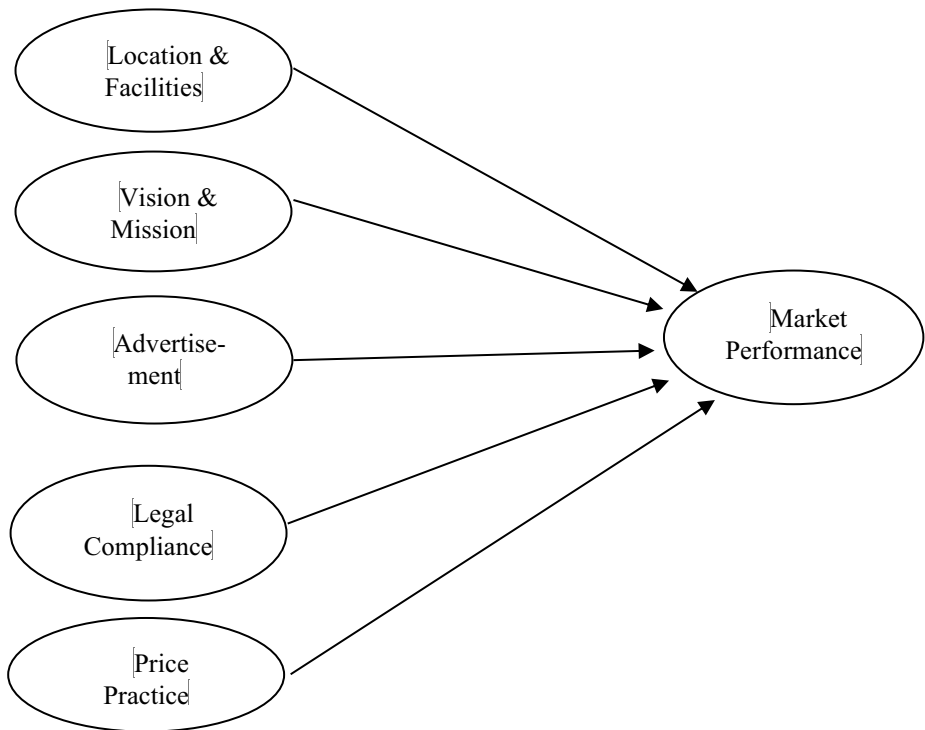 Location &
Facilities
Vision &
Mission
Advertise-
ment
Legal
Compliance
Price
Practice
Market
Performance